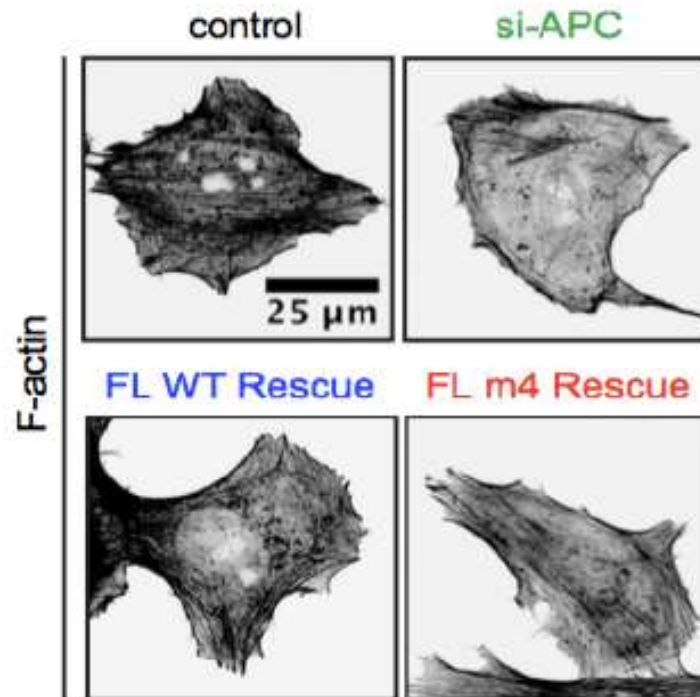 control
si-APC
25 µm
F-actin
FL WT Rescue
FL m4 Rescue